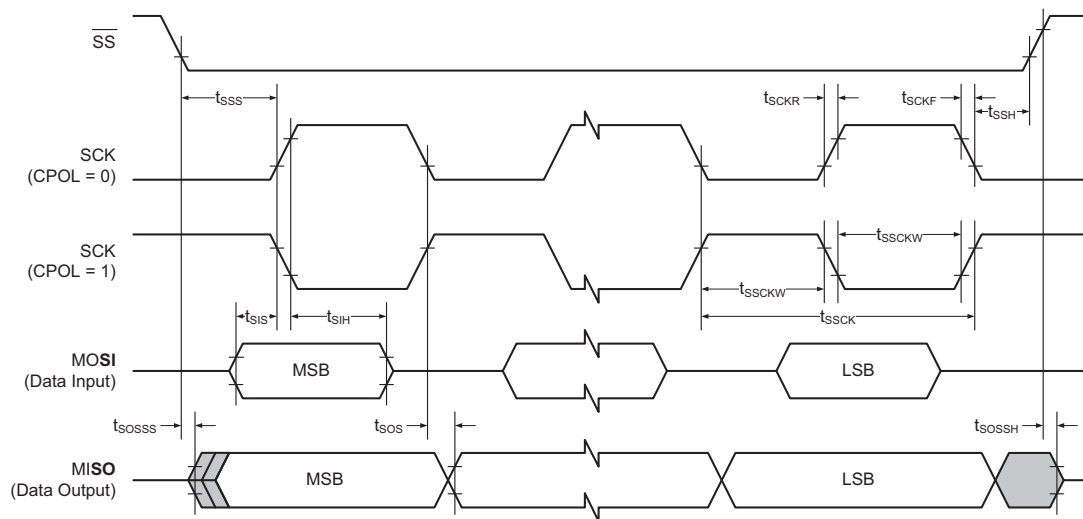 SS
tSSS
tSCKR
tSCKF
tSSH
SCK
(CPOL = 0)
SCK
(CPOL = 1)
tSSCKW
tSSCKW
tSSCK
tSIS
tSIH
MOSI
(Data Input)
MSB
LSB
tSOSSS
tSOS
tSOSSH
MISO
(Data Output)
MSB
LSB